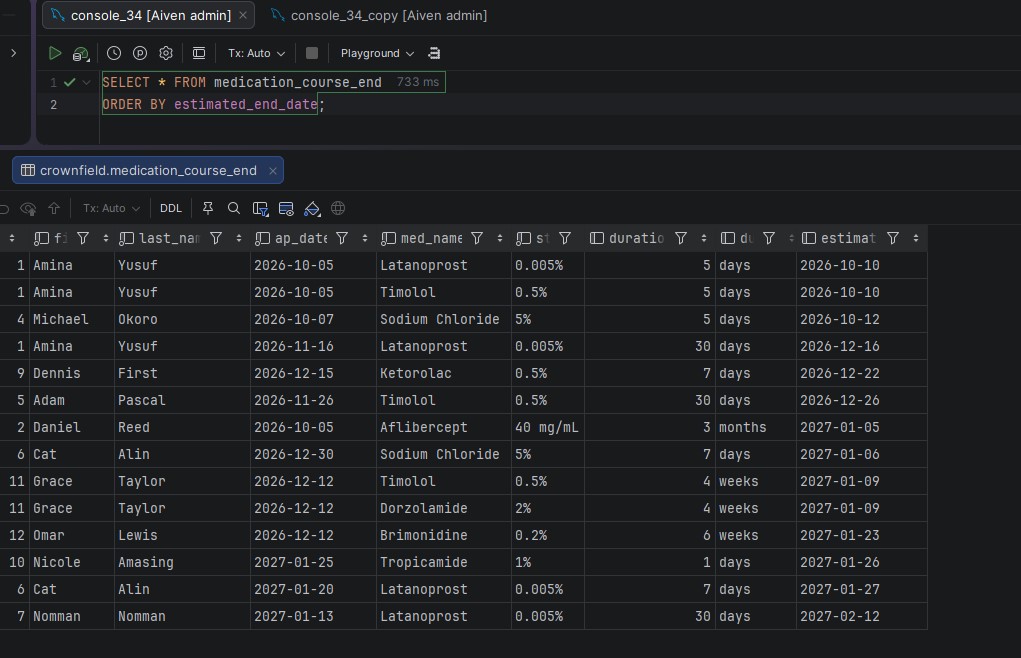 console_34 [Aiven admin]
console_34_copy [Aiven admin]
Tx: Auto
Playground
1 SELECT * FROM medication_course_end 733 ms
2 ORDER BY estimated_end_date;
crownfield.medication_course_end
Tx: Auto DDL
fi last_nam ap_date med_name st duratio du estimat
1 Amina Yusuf 2026-10-05 Latanoprost 0.005% 5 days 2026-10-10
1 Amina Yusuf 2026-10-05 Timolol 0.5% 5 days 2026-10-10
4 Michael Okoro 2026-10-07 Sodium Chloride 5% 5 days 2026-10-12
1 Amina Yusuf 2026-11-16 Latanoprost 0.005% 30 days 2026-12-16
9 Dennis First 2026-12-15 Ketorolac 0.5% 7 days 2026-12-22
5 Adam Pascal 2026-11-26 Timolol 0.5% 30 days 2026-12-26
2 Daniel Reed 2026-10-05 Aflibercept 40 mg/mL 3 months 2027-01-05
6 Cat Alin 2026-12-30 Sodium Chloride 5% 7 days 2027-01-06
11 Grace Taylor 2026-12-12 Timolol 0.5% 4 weeks 2027-01-09
11 Grace Taylor 2026-12-12 Dorzolamide 2% 4 weeks 2027-01-09
12 Omar Lewis 2026-12-12 Brimonidine 0.2% 6 weeks 2027-01-23
10 Nicole Amasing 2027-01-25 Tropicamide 1% 1 days 2027-01-26
6 Cat Alin 2027-01-20 Latanoprost 0.005% 7 days 2027-01-27
7 Nomman Nomman 2027-01-13 Latanoprost 0.005% 30 days 2027-02-12